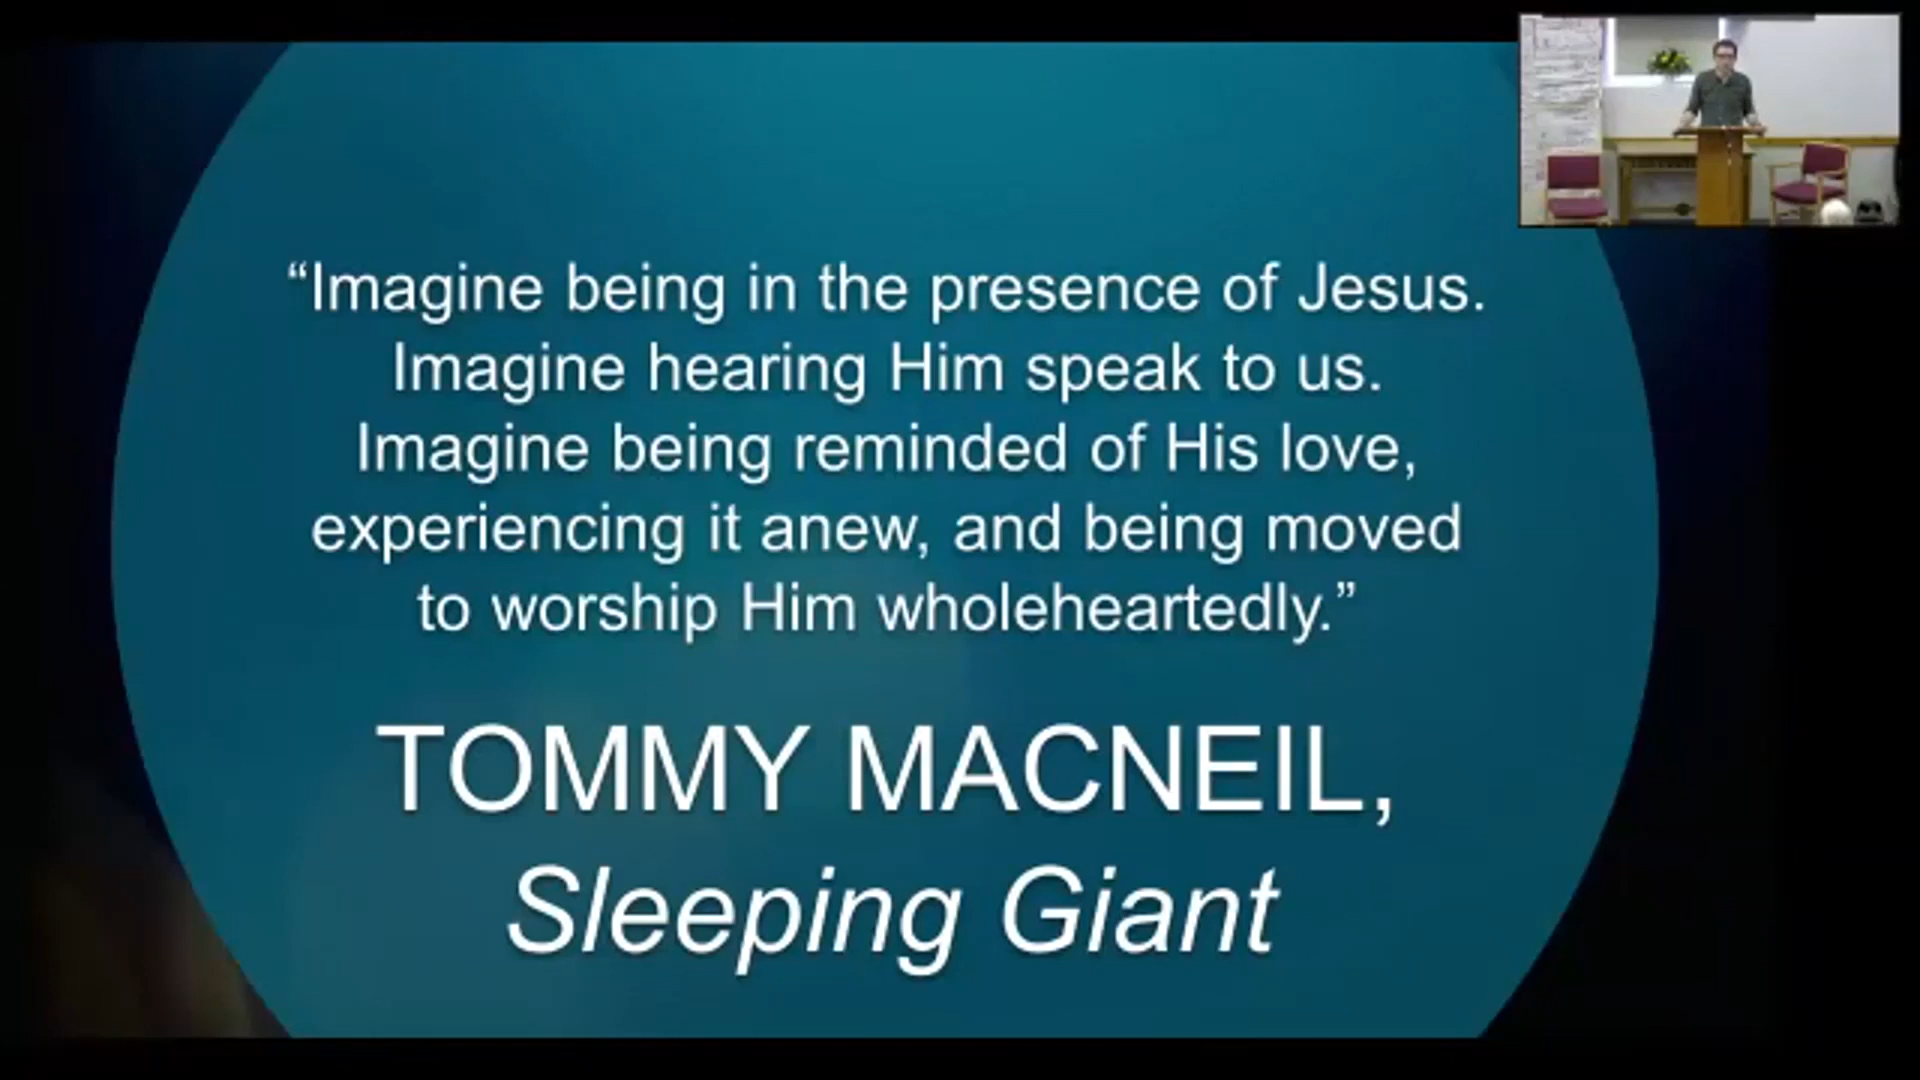 “Imagine being in the presence of Jesus.
Imagine hearing Him speak to us.
Imagine being reminded of His love,
experiencing it anew, and being moved
to worship Him wholeheartedly.”
TOMMY MACNEIL,
Sleeping Giant